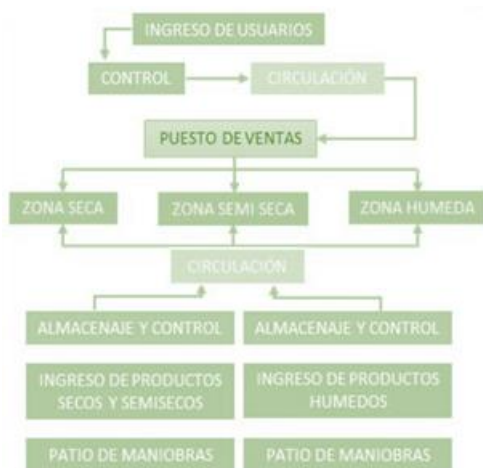 INGRESO DE USUARIOS
CONTROL
CIRCULACIÓN
PUESTO DE VENTAS
ZONA SECA
ZONA SEMI SECA
ZONA HUMEDA
CIRCULACIÓN
ALMACENAJE Y CONTROL
ALMACENAJE Y CONTROL
INGRESO DE PRODUCTOS
SECOS Y SEMISECOS
INGRESO DE PRODUCTOS
HUMEDOS
PATIO DE MANIOBRAS
PATIO DE MANIOBRAS